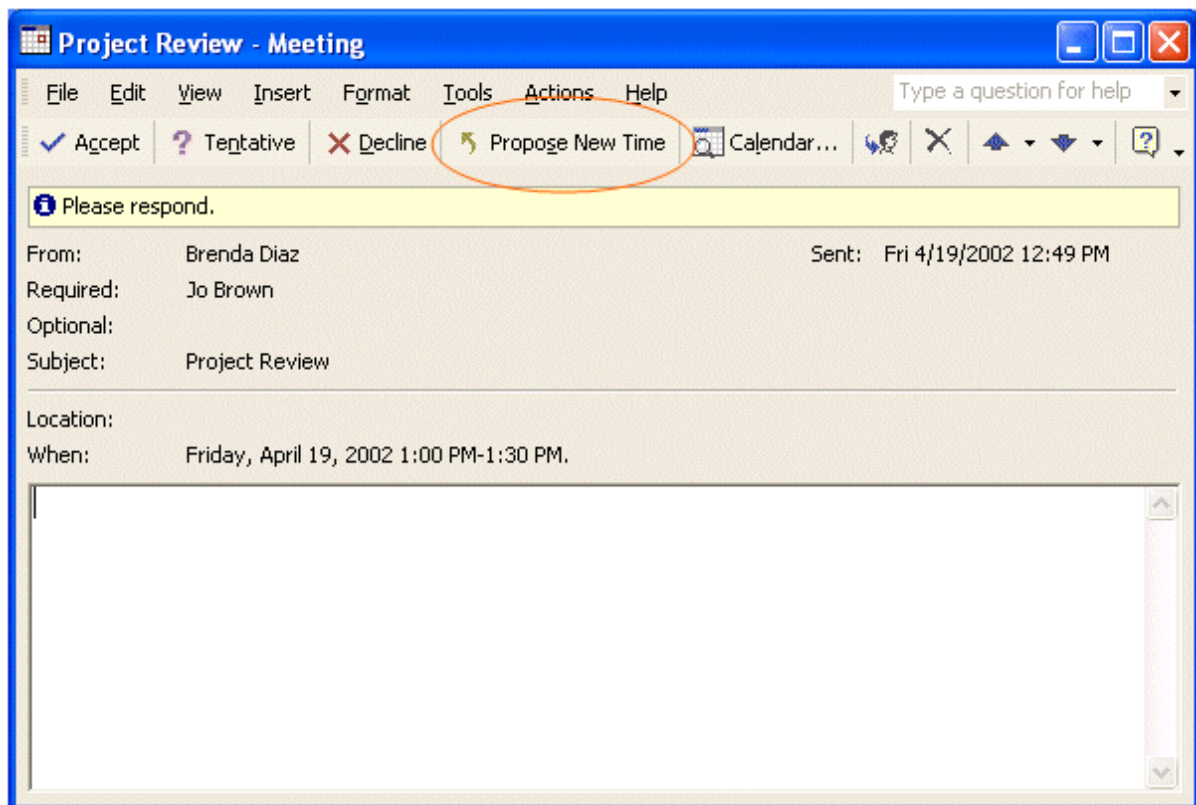 Project Review - Meeting
File Edit View Insert Format Tools Actions Help Type a question for help
Accept ? Tentative Decline Propose New Time Calendar...
Please respond.
From: Brenda Diaz Sent: Fri 4/19/2002 12:49 PM
Required: Jo Brown
Optional:
Subject: Project Review
Location:
When: Friday, April 19, 2002 1:00 PM-1:30 PM.